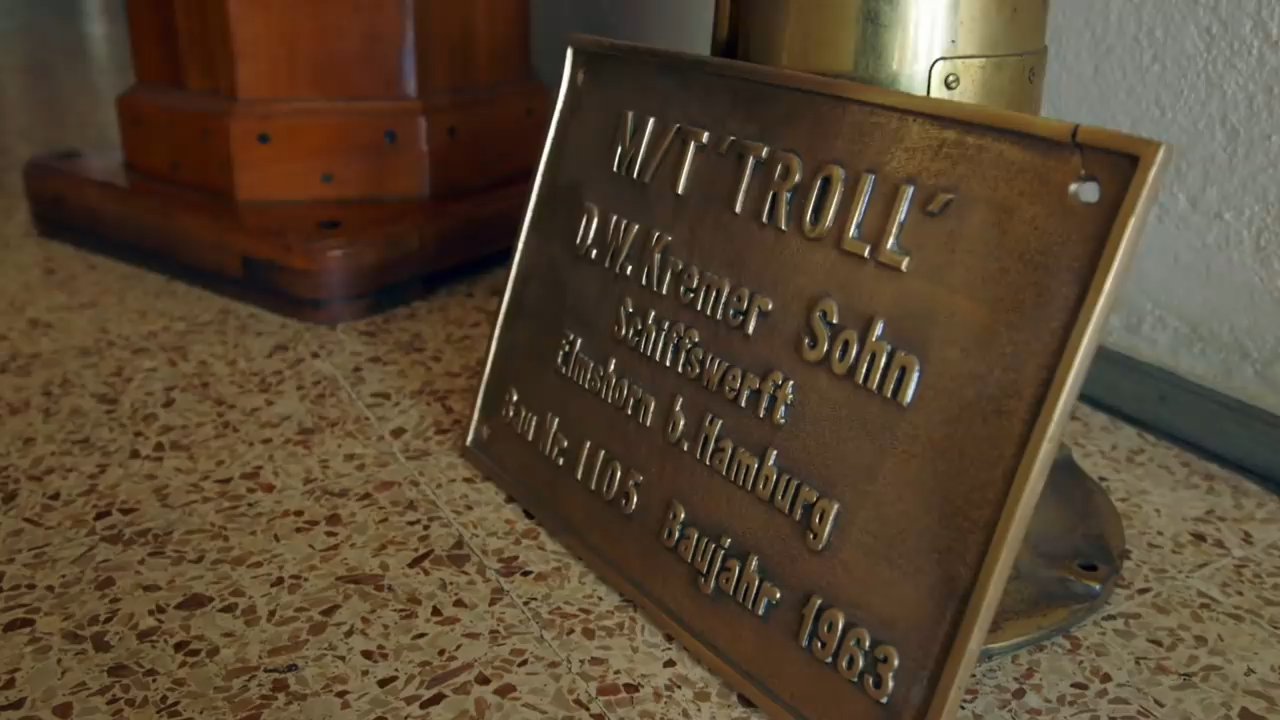 M/T ´TROLL´
D.W. Kremer Sohn
Schiffswerft
Elmshorn b. Hamburg
Bau Nr. 1105 Baujahr 1963